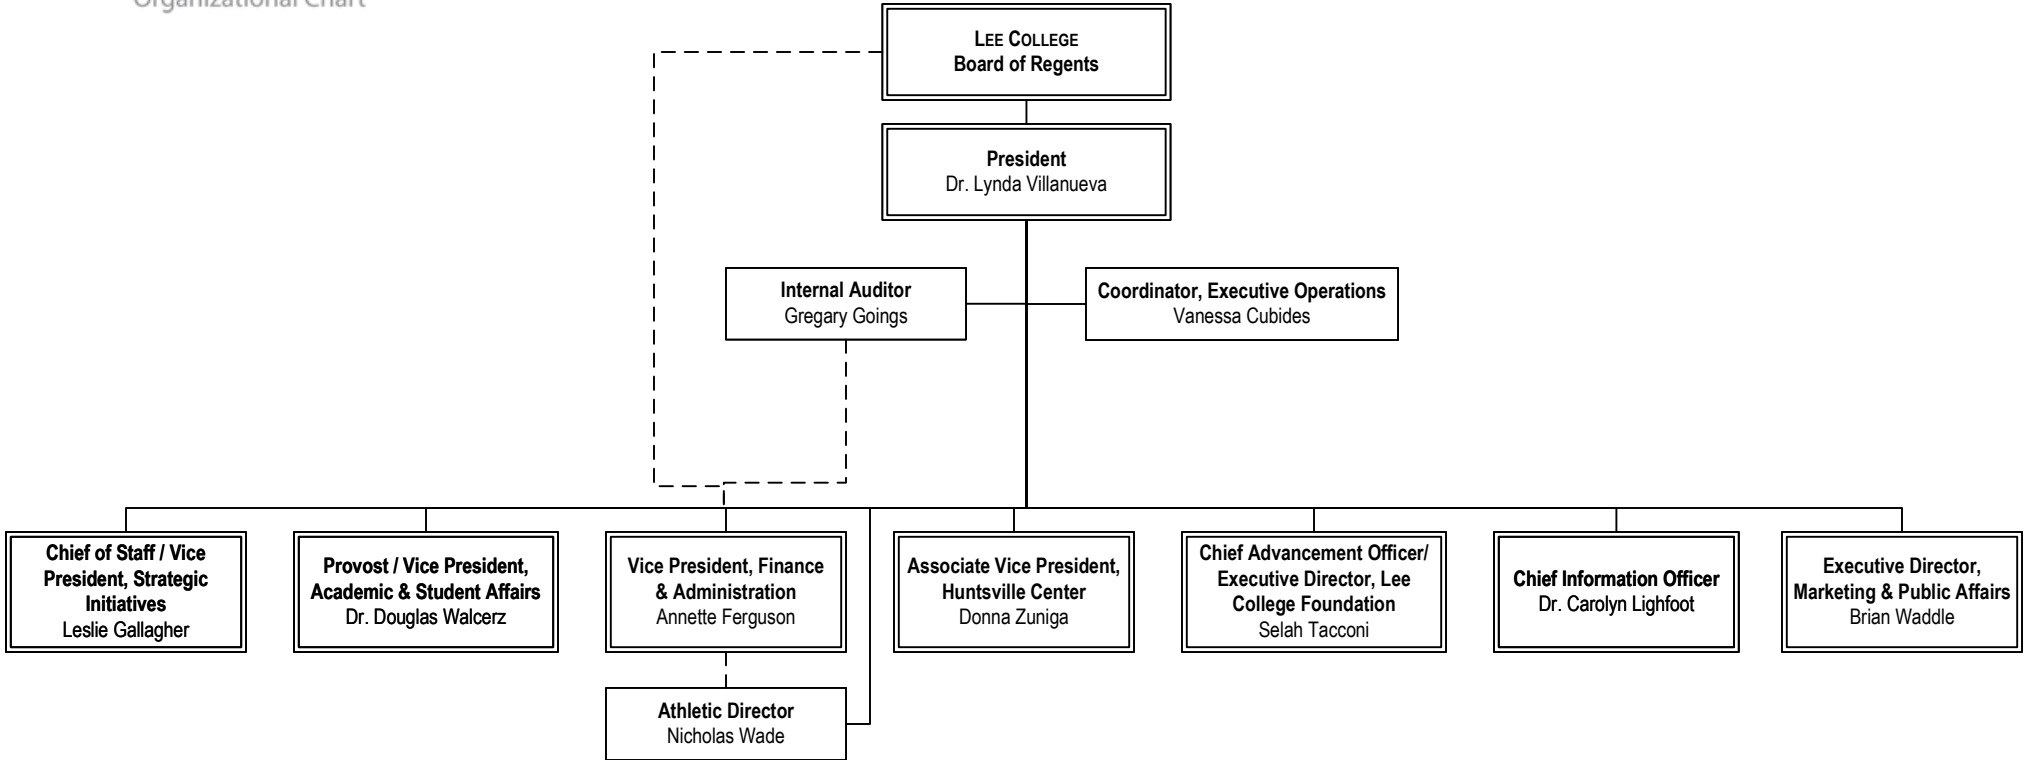 Organizational Chart
LEE COLLEGE
Board of Regents
President
Dr. Lynda Villanueva
Internal Auditor
Gregary Goings
Coordinator, Executive Operations
Vanessa Cubides
Chief of Staff / Vice
President, Strategic
Initiatives
Leslie Gallagher
Provost / Vice President,
Academic & Student Affairs
Dr. Douglas Walcerz
Vice President, Finance
& Administration
Annette Ferguson
Associate Vice President,
Huntsville Center
Donna Zuniga
Chief Advancement Officer/
Executive Director, Lee
College Foundation
Selah Tacconi
Chief Information Officer
Dr. Carolyn Lighfoot
Executive Director,
Marketing & Public Affairs
Brian Waddle
Athletic Director
Nicholas Wade